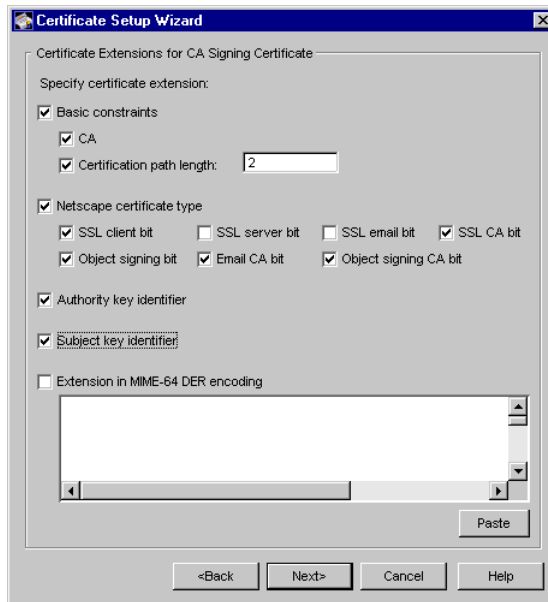 Certificate Setup Wizard
Certificate Extensions for CA Signing Certificate
Specify certificate extension:
Basic constraints
CA
Certification path length: 2
Netscape certificate type
SSL client bit SSL server bit SSL email bit SSL CA bit
Object signing bit Email CA bit Object signing CA bit
Authority key identifier
Subject key identifier
Extension in MIME-64 DER encoding
Paste
<Back Next> Cancel Help